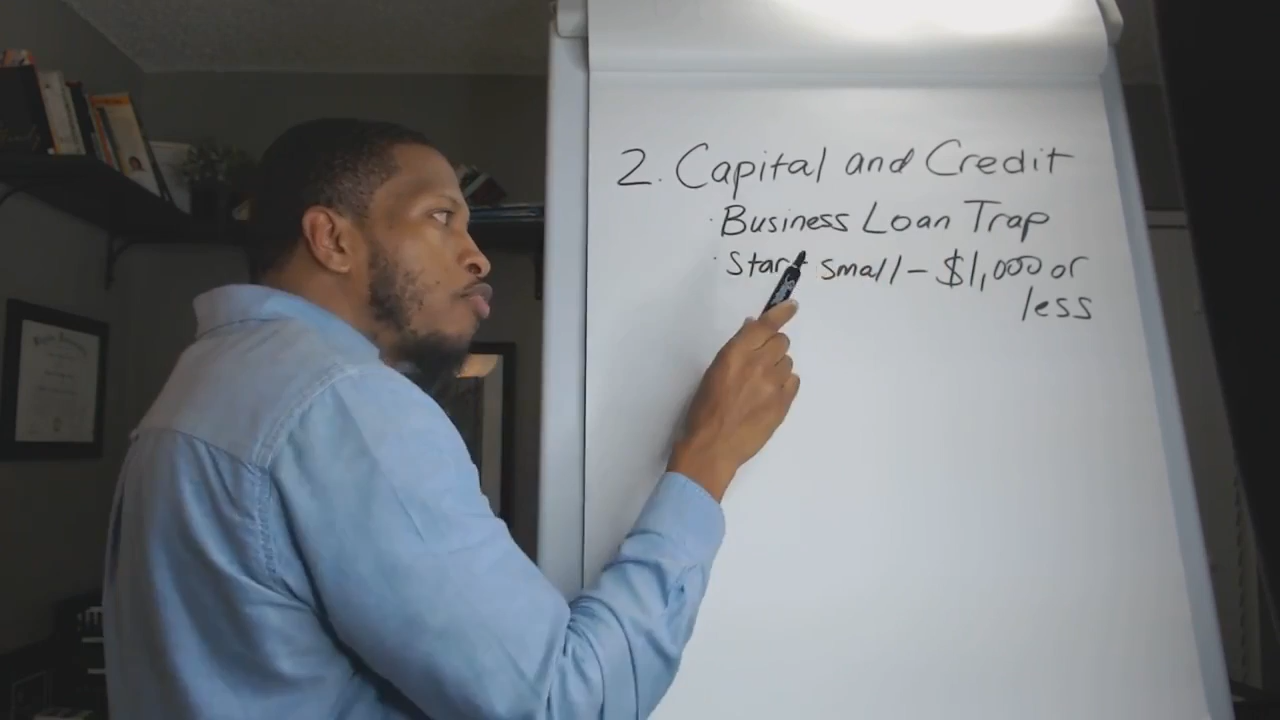 2. Capital and Credit
· Business Loan Trap
· Start small - $1,000 or
less